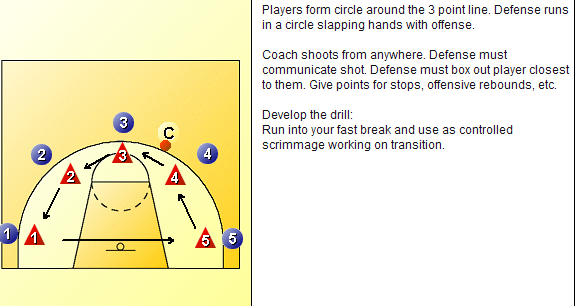 Players form circle around the 3 point line. Defense runs
in a circle slapping hands with offense.
Coach shoots from anywhere. Defense must
communicate shot. Defense must box out player closest
to them. Give points for stops, offensive rebounds, etc.
Develop the drill:
Run into your fast break and use as controlled
scrimmage working on transition.
3
C
2
3
4
2
4
1
1
5
5